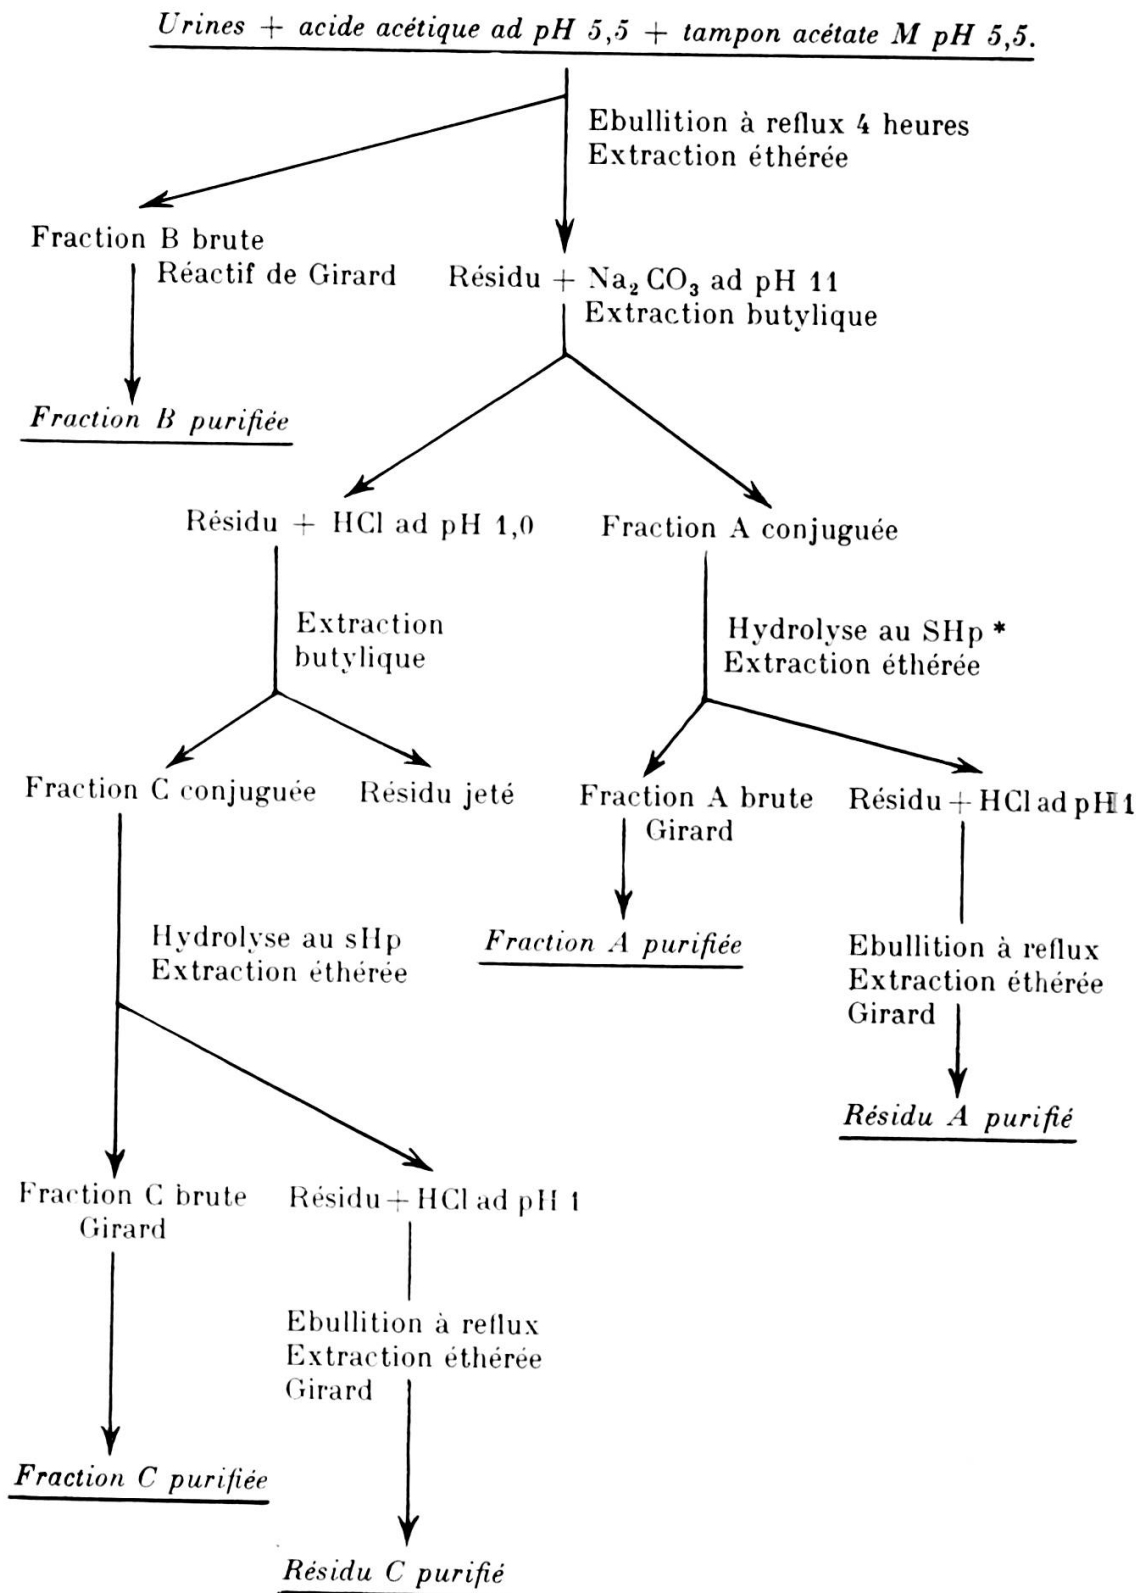 Urines + acide acétique ad pH 5,5 + tampon acétate M pH 5,5.
Ebullition à reflux 4 heures
Extraction éthérée
Fraction B brute
Réactif de Girard
Résidu + Na₂CO₃ ad pH 11
Extraction butylique
Fraction B purifiée
Résidu + HCl ad pH 1,0
Fraction A conjuguée
Extraction
butylique
Hydrolyse au SHp *
Extraction éthérée
Fraction C conjuguée
Résidu jeté
Fraction A brute
Girard
Résidu + HCl ad pH 1
Hydrolyse au sHp
Extraction éthérée
Fraction A purifiée
Ebullition à reflux
Extraction éthérée
Girard
Résidu A purifié
Fraction C brute
Girard
Résidu + HCl ad pH 1
Ebullition à reflux
Extraction éthérée
Girard
Fraction C purifiée
Résidu C purifié